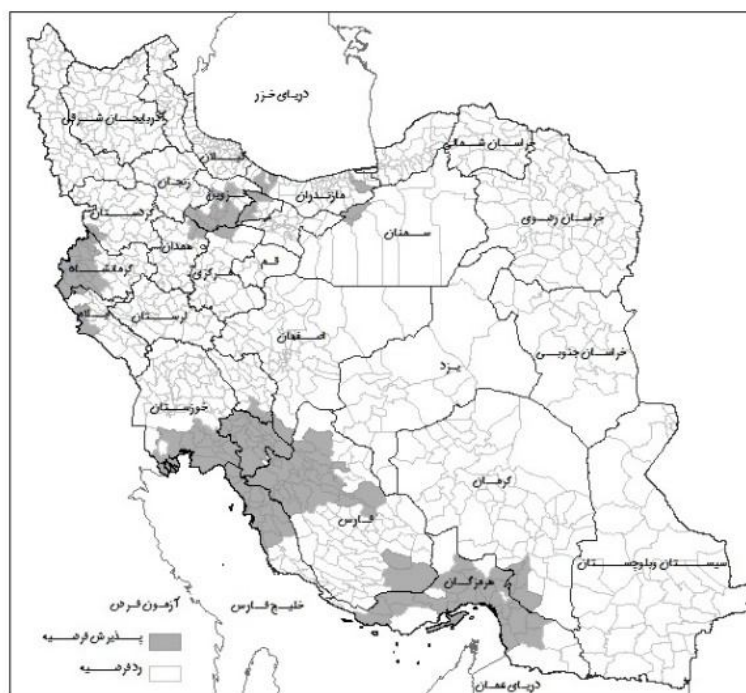 دریای خزر
آذربایجان شرقی
گیلان
خراسان شمالی
زنجان
قزوین
مازندران
کردستان
خراسان رضوی
سمنان
همدان
کرمانشاه
مرکزی
قم
ایلام
لرستان
اصفهان
یزد
خراسان جنوبی
خوزستان
کرمان
فارس
سیستان وبلوچستان
هرمزگان
خلیج فارس
دریای عمان
آزمون فرض
پذیرش فرضیه
رد فرضیه